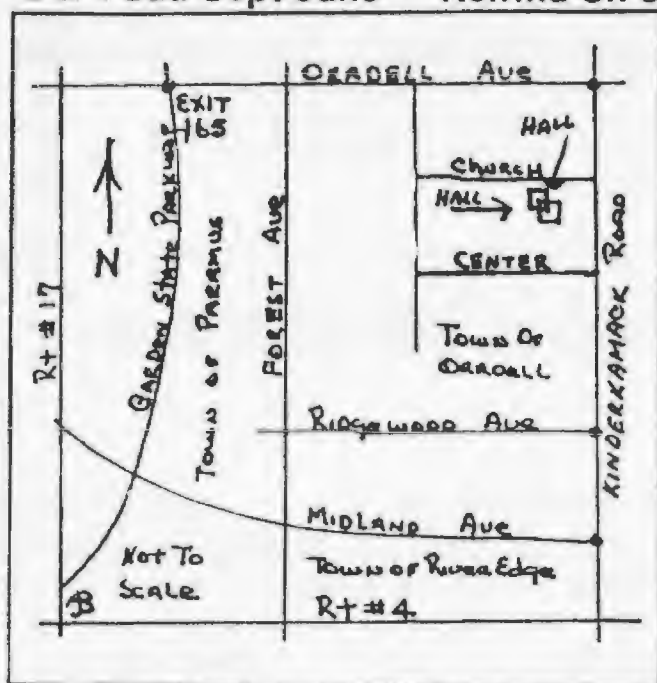 ORADELL AVE
EXIT
165
HALL
CHURCH
HALL
N
CENTER
Rt #17
GARDEN STATE PARKWAY
TOWN OF PARAMUS
FOREST AVE
KINDERKAMACK ROAD
TOWN OF
ORADELL
RIDGEWOOD AVE
MIDLAND AVE
NOT TO
SCALE
TOWN OF RIVER EDGE
JB
Rt #4